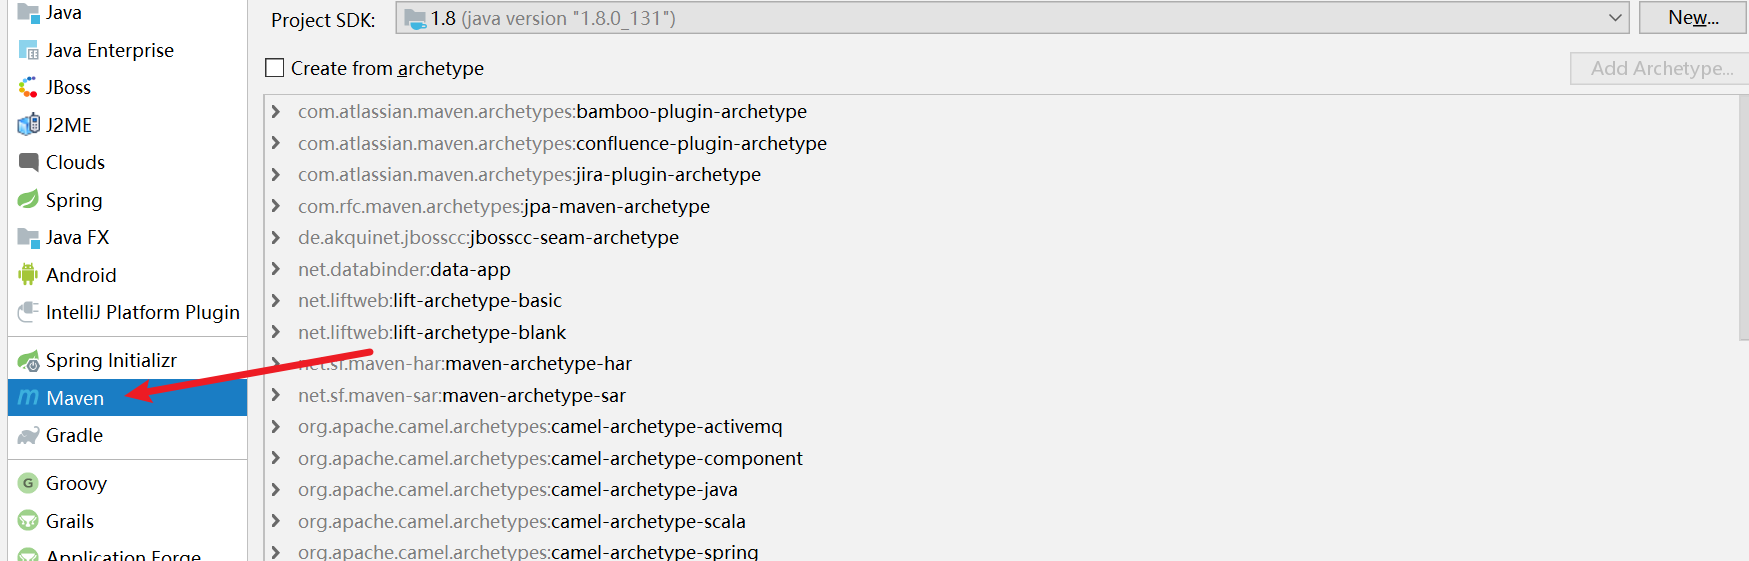 Java
Java Enterprise
JBoss
J2ME
Clouds
Spring
Java FX
Android
IntelliJ Platform Plugin
Spring Initializr
m Maven
Gradle
G Groovy
Grails
Application Forge
Project SDK: 1.8 (java version "1.8.0_131") New...
Create from archetype Add Archetype...
com.atlassian.maven.archetypes:bamboo-plugin-archetype
com.atlassian.maven.archetypes:confluence-plugin-archetype
com.atlassian.maven.archetypes:jira-plugin-archetype
com.rfc.maven.archetypes:jpa-maven-archetype
de.akquinet.jbosscc:jbosscc-seam-archetype
net.databinder:data-app
net.liftweb:lift-archetype-basic
net.liftweb:lift-archetype-blank
net.sf.maven-har:maven-archetype-har
net.sf.maven-sar:maven-archetype-sar
org.apache.camel.archetypes:camel-archetype-activemq
org.apache.camel.archetypes:camel-archetype-component
org.apache.camel.archetypes:camel-archetype-java
org.apache.camel.archetypes:camel-archetype-scala
org.apache.camel.archetypes:camel-archetype-spring